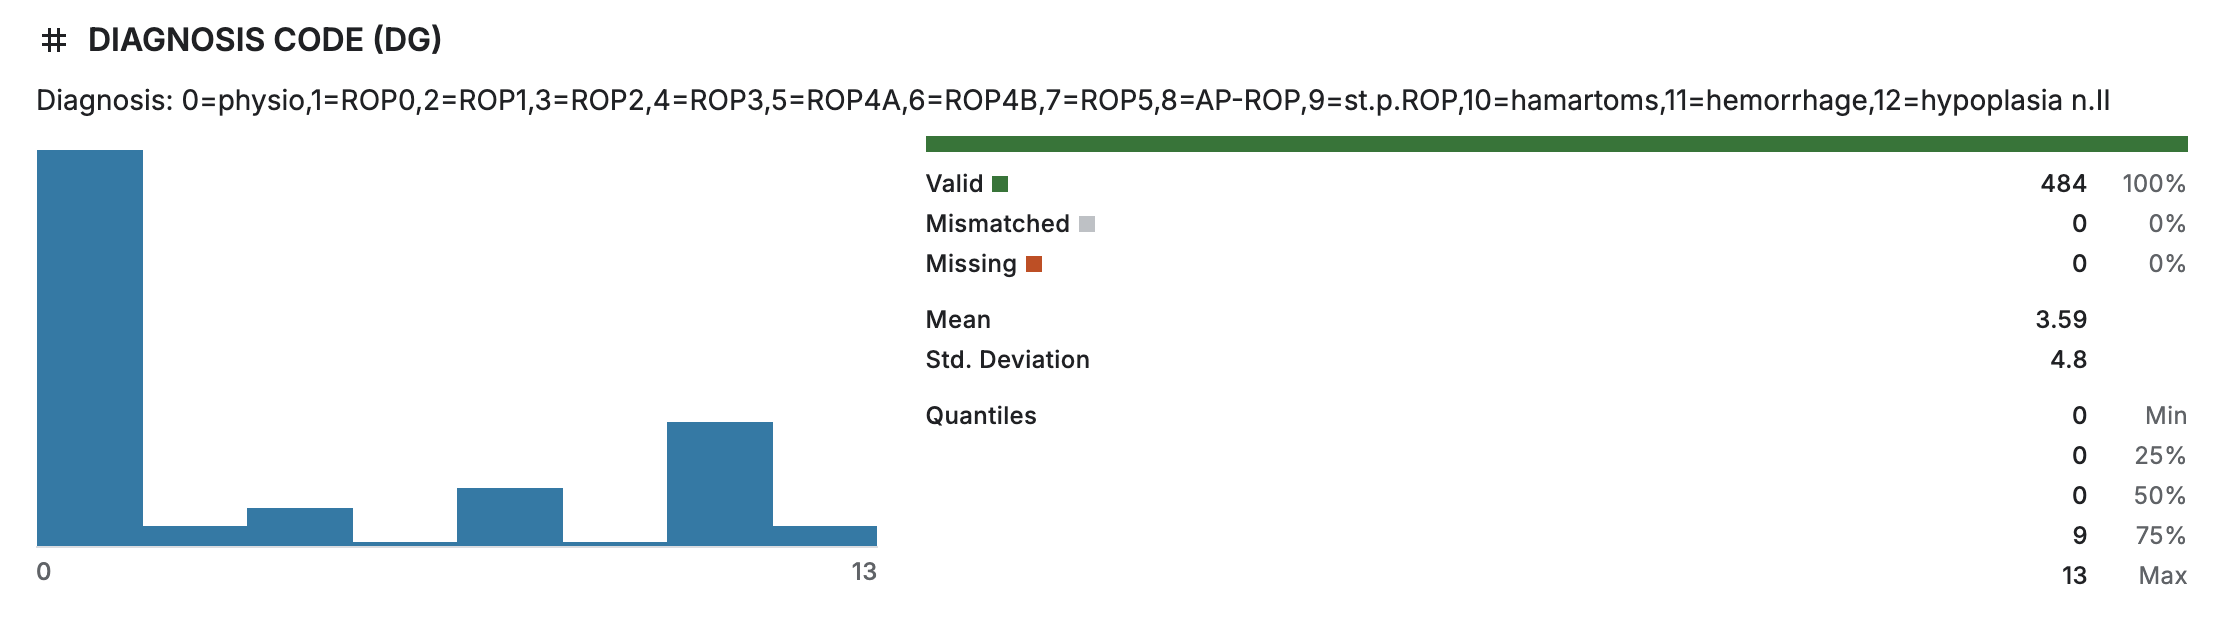 # DIAGNOSIS CODE (DG)
Diagnosis: 0=physio,1=ROP0,2=ROP1,3=ROP2,4=ROP3,5=ROP4A,6=ROP4B,7=ROP5,8=AP-ROP,9=st.p.ROP,10=hamartoms,11=hemorrhage,12=hypoplasia n.II
0 13
Valid 484 100%
Mismatched 0 0%
Missing 0 0%
Mean 3.59
Std. Deviation 4.8
Quantiles 0 Min
0 25%
0 50%
9 75%
13 Max